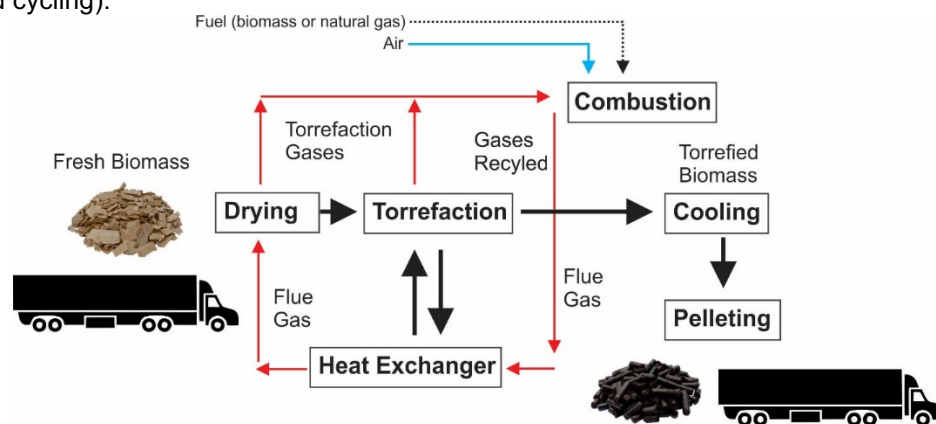 d cycling).
Fuel (biomass or natural gas)
Air
Combustion
Torrefaction
Gases
Gases
Recyled
Torrefied
Biomass
Fresh Biomass
Drying
Torrefaction
Cooling
Flue
Gas
Flue
Gas
Pelleting
Heat Exchanger